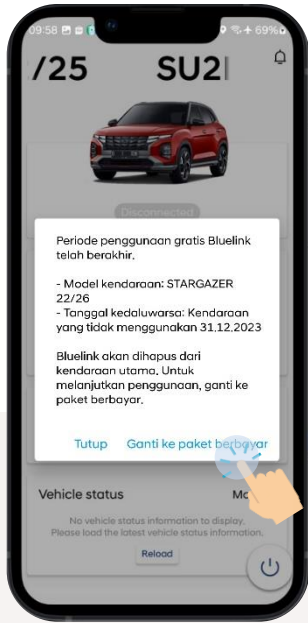 09:58 69%
/25 SU2
Disconnected
Periode penggunaan gratis Bluelink
telah berakhir.
- Model kendaraan: STARGAZER
22/26
- Tanggal kedaluwarsa: Kendaraan
yang tidak menggunakan 31.12.2023
Bluelink akan dihapus dari
kendaraan utama. Untuk
melanjutkan penggunaan, ganti ke
paket berbayar.
Tutup Ganti ke paket berbayar
Vehicle status
No vehicle status information to display.
Please load the latest vehicle status information.
Reload